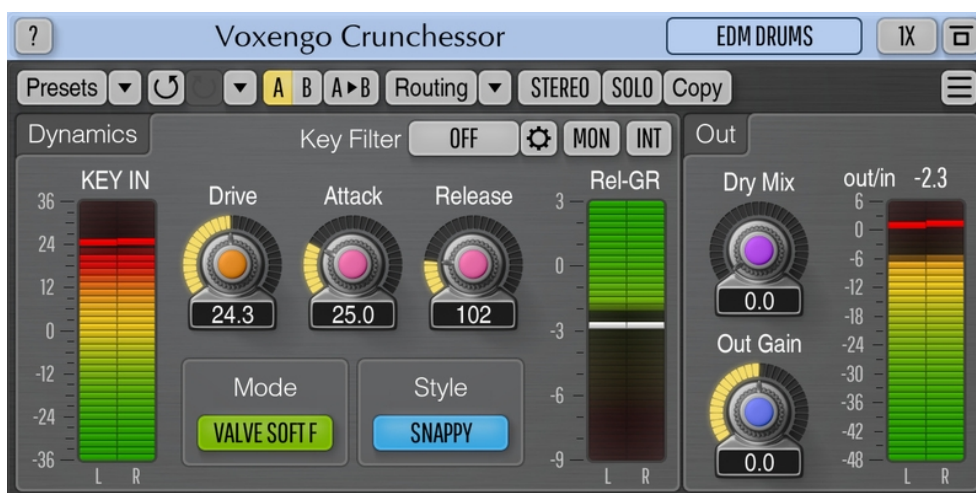 ? Voxengo Crunchessor EDM DRUMS 1X
Presets A B A▸B Routing STEREO SOLO Copy
Dynamics Key Filter OFF MON INT Out
KEY IN Drive Attack Release Rel-GR Dry Mix out/in -2.3
36 24 12 0 -12 -24 -36
L R
24.3 25.0 102
Mode Style
VALVE SOFT F SNAPPY
3 0 -3 -6 -9
L R
0.0
Out Gain
0.0
6 0 -6 -12 -18 -24 -30 -36 -42 -48
L R